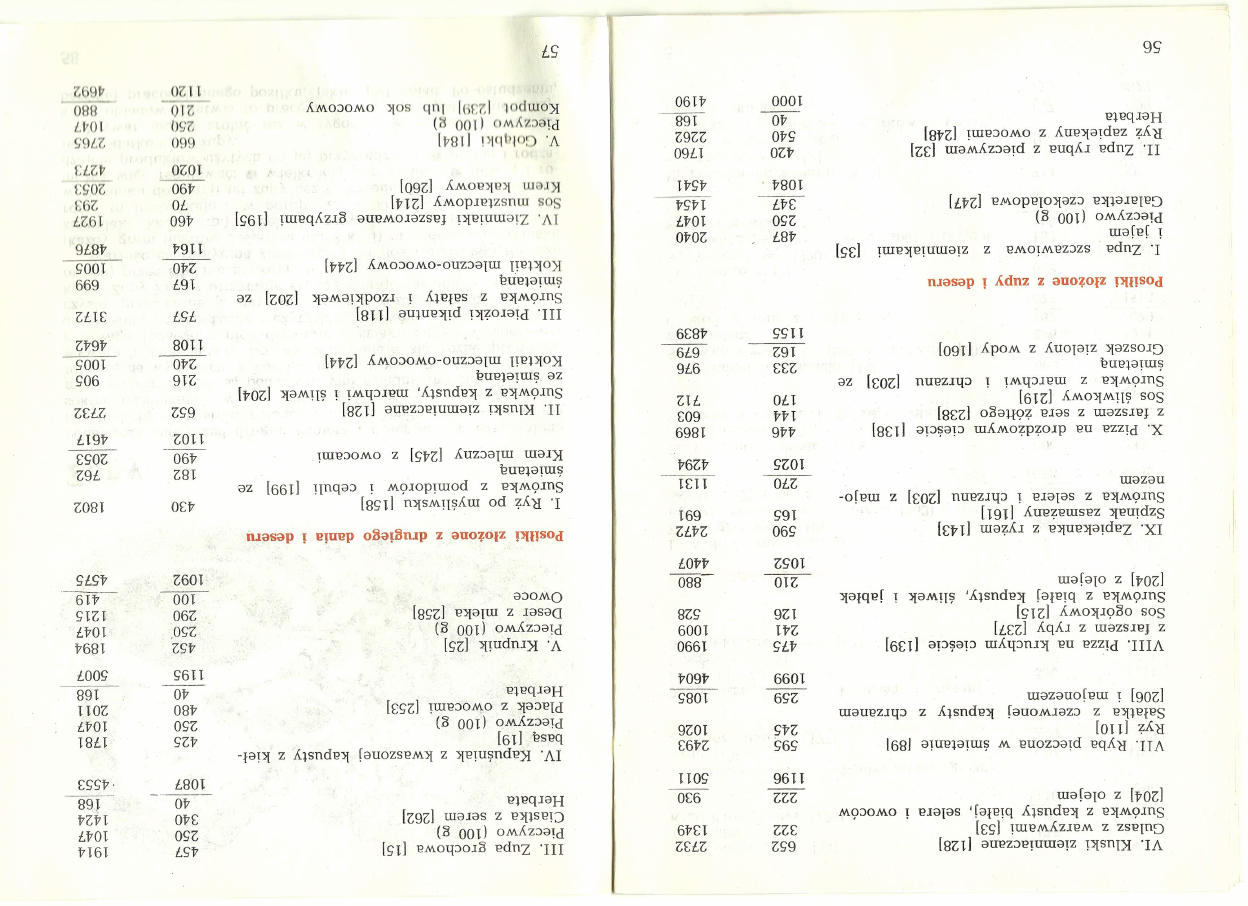 VI. Kluski ziemniaczane [128] 652 2732
Gulasz z warzywami [53] 322 1349
Surówka z kapusty białej, selera i owoców
[204] z olejem 222 930
1196 5011
VII. Ryba pieczona w śmietanie [89] 595 2493
Ryż [110] 245 1026
Sałatka z czerwonej kapusty z chrzanem
[206] i majonezem 259 1085
1099 4604
VIII. Pizza na kruchym cieście [139] 475 1990
z farszem z ryby [237] 241 1009
Sos ogórkowy [215] 126 528
Surówka z białej kapusty, śliwek i jabłek
[204] z olejem 210 880
1052 4407
IX. Zapiekanka z ryżem [143] 590 2472
Szpinak zasmażany [161] 165 691
Surówka z selera i chrzanu [203] z majo-
nezem 270 1131
1025 4294
X. Pizza na drożdżowym cieście [138] 446 1869
z farszem z sera żółtego [238] 144 603
Sos śliwkowy [219] 170 712
Surówka z marchwi i chrzanu [203] ze
śmietaną 233 976
Groszek zielony z wody [160] 162 679
1155 4839
Posiłki złożone z zupy i deseru
I. Zupa szczawiowa z ziemniakami [35]
i jajem 487 2040
Pieczywo (100 g) 250 1047
Galaretka czekoladowa [247] 347 1454
1084 4541
II. Zupa rybna z pieczywem [32] 420 1760
Ryż zapiekany z owocami [248] 540 2262
Herbata 40 168
1000 4190
56
III. Zupa grochowa [15] 457 1914
Pieczywo (100 g) 250 1047
Ciastka z serem [262] 340 1424
Herbata 40 168
1087 4553
IV. Kapuśniak z kwaszonej kapusty z kieł-
basą [19] 425 1781
Pieczywo (100 g) 250 1047
Placek z owocami [253] 480 2011
Herbata 40 168
1195 5007
V. Krupnik [25] 452 1894
Pieczywo (100 g) 250 1047
Deser z mleka [258] 290 1215
Owoce 100 419
1092 4575
Posiłki złożone z drugiego dania i deseru
I. Ryż po myśliwsku [158] 430 1802
Surówka z pomidorów i cebuli [199] ze
śmietaną 182 762
Krem mleczny [245] z owocami 490 2053
1102 4617
II. Kluski ziemniaczane [128] 652 2732
Surówka z kapusty, marchwi i śliwek [204]
ze śmietaną 216 905
Koktail mleczno-owocowy [244] 240 1005
1108 4642
III. Pierożki pikantne [118] 757 3172
Surówka z sałaty i rzodkiewek [202] ze
śmietaną 167 699
Koktail mleczno-owocowy [244] 240 1005
1164 4876
IV. Ziemniaki faszerowane grzybami [195] 460 1927
Sos musztardowy [214] 70 293
Krem kakaowy [260] 490 2053
1020 4273
V. Gołąbki [184] 660 2765
Pieczywo (100 g) 250 1047
Kompot [239] lub sok owocowy 210 880
1120 4692
57